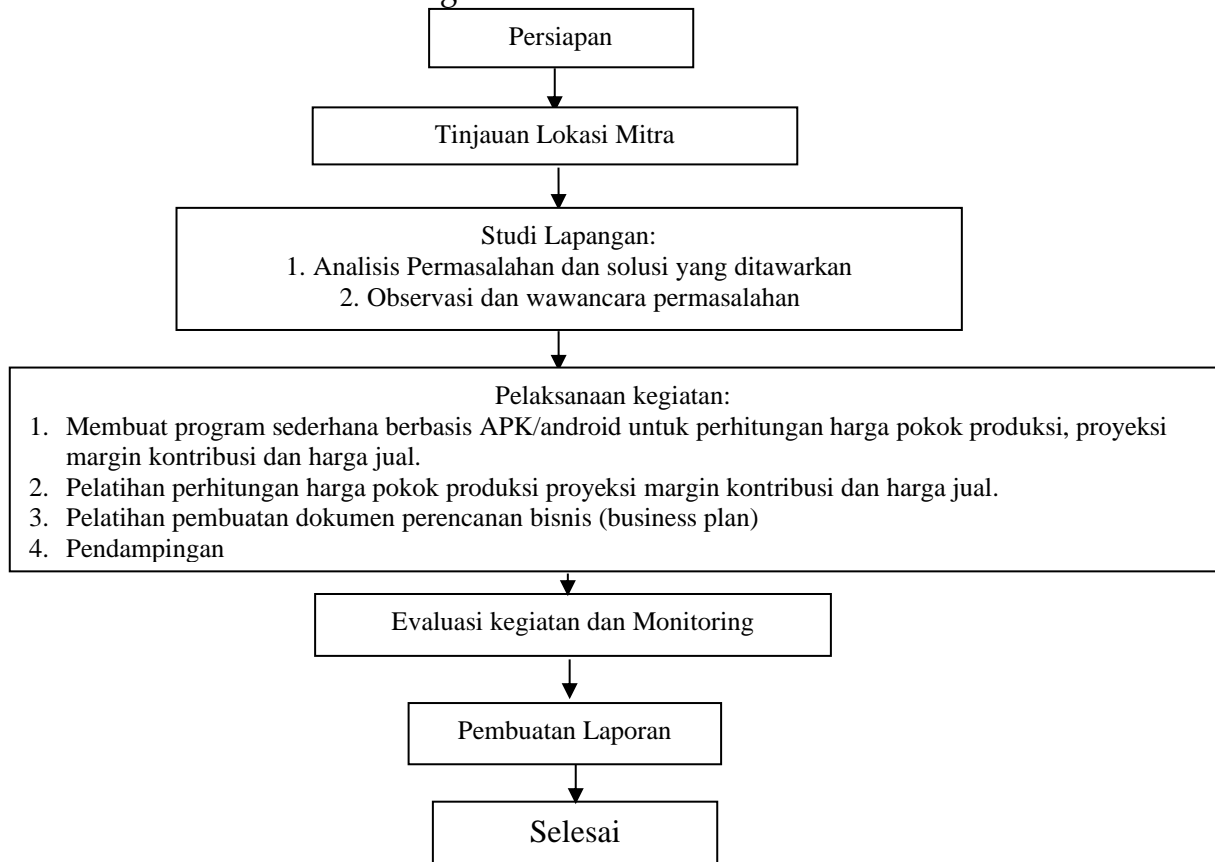 Persiapan
Tinjauan Lokasi Mitra
Studi Lapangan:
1. Analisis Permasalahan dan solusi yang ditawarkan
2. Observasi dan wawancara permasalahan
Pelaksanaan kegiatan:
1. Membuat program sederhana berbasis APK/android untuk perhitungan harga pokok produksi, proyeksi
margin kontribusi dan harga jual.
2. Pelatihan perhitungan harga pokok produksi proyeksi margin kontribusi dan harga jual.
3. Pelatihan pembuatan dokumen perencanan bisnis (business plan)
4. Pendampingan
Evaluasi kegiatan dan Monitoring
Pembuatan Laporan
Selesai